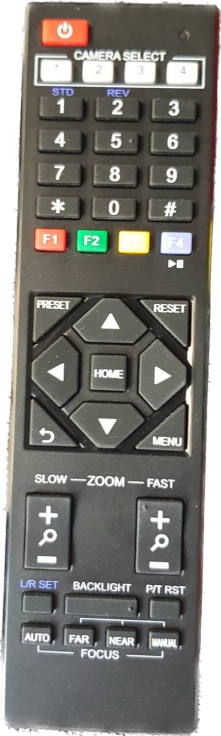 CAMERA SELECT
1 2 3 4
STD REV
1 2 3
4 5 6
7 8 9
* 0 #
F1 F2 F4
PRESET RESET
HOME
MENU
SLOW — ZOOM — FAST
+ +
- -
L/R SET BACKLIGHT P/T RST
AUTO FAR NEAR MANUAL
FOCUS